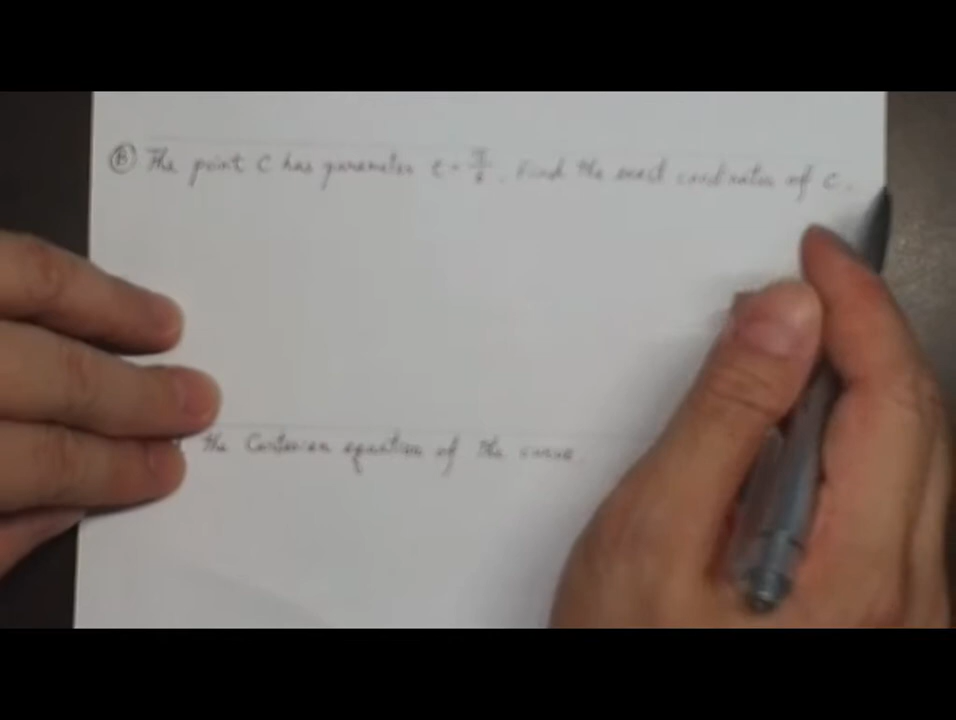 (B) The point C has parameter t = π/6. Find the exact coordinates of C.
the Cartesian equation of the curve.